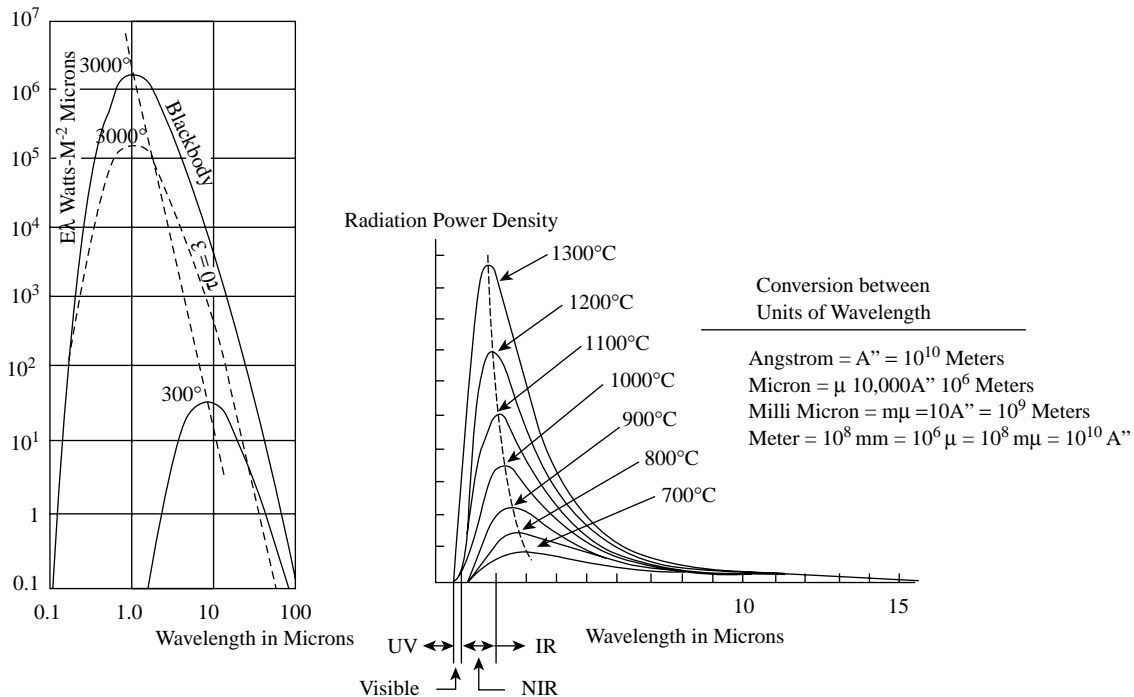 10⁷
10⁶
10⁵
10⁴
10³
10²
10¹
1
0.1
Eλ Watts-M⁻² Microns
3000°
3000°
Blackbody
300°
0.1 1.0 10 100
Wavelength in Microns
Radiation Power Density
1300°C
1200°C
1100°C
1000°C
900°C
800°C
700°C
10 15
Wavelength in Microns
UV IR
Visible NIR
Conversion between
Units of Wavelength
Angstrom = A” = 10¹⁰ Meters
Micron = μ 10,000A” 10⁶ Meters
Milli Micron = mμ =10A” = 10⁹ Meters
Meter = 10⁸ mm = 10⁶ μ = 10⁸ mμ = 10¹⁰ A”